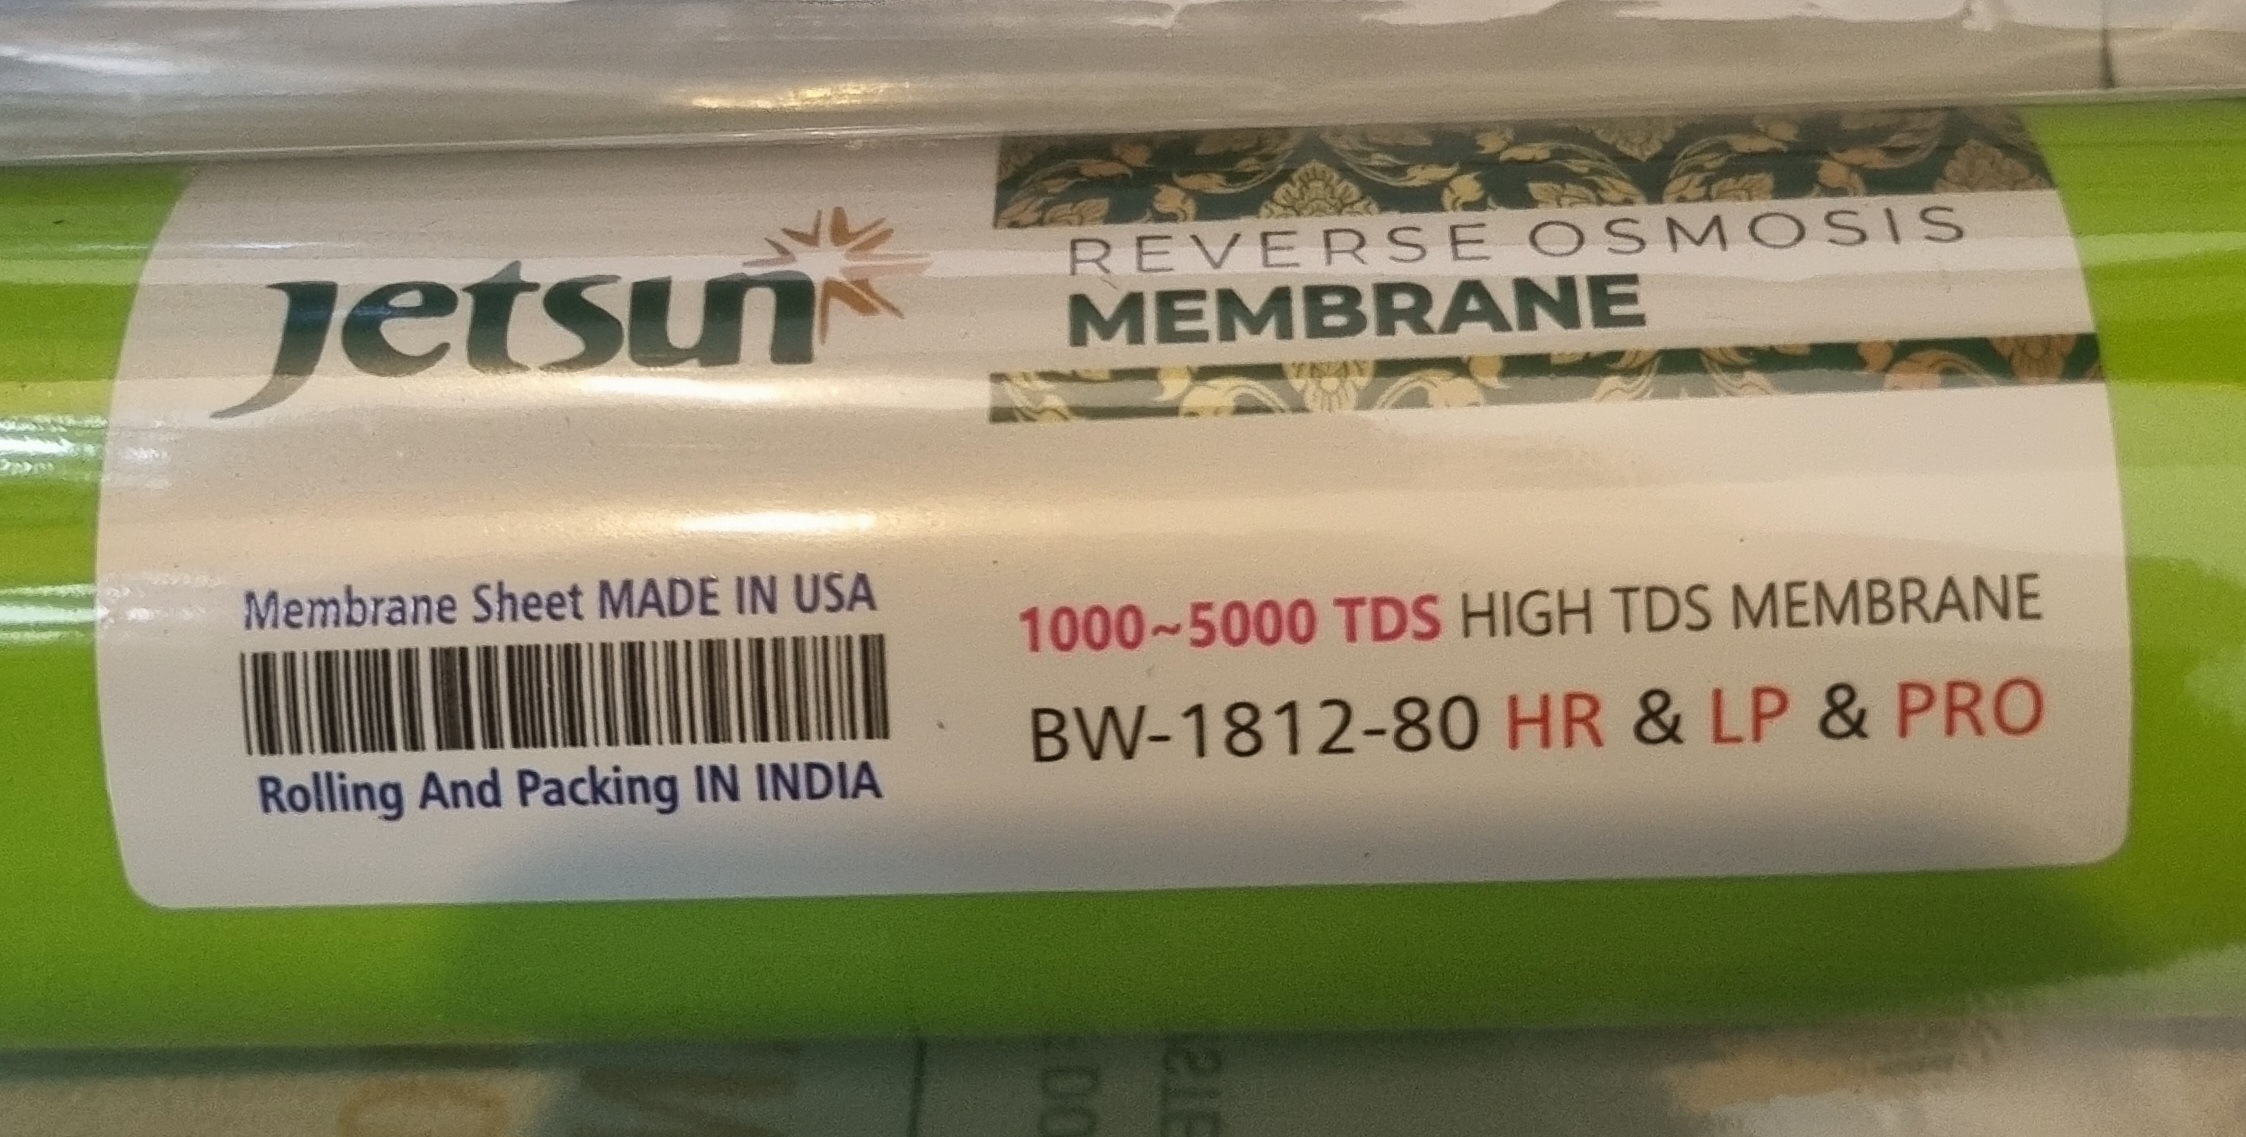 Jetsun
REVERSE OSMOSIS
MEMBRANE
Membrane Sheet MADE IN USA
Rolling And Packing IN INDIA
1000~5000 TDS HIGH TDS MEMBRANE
BW-1812-80 HR & LP & PRO